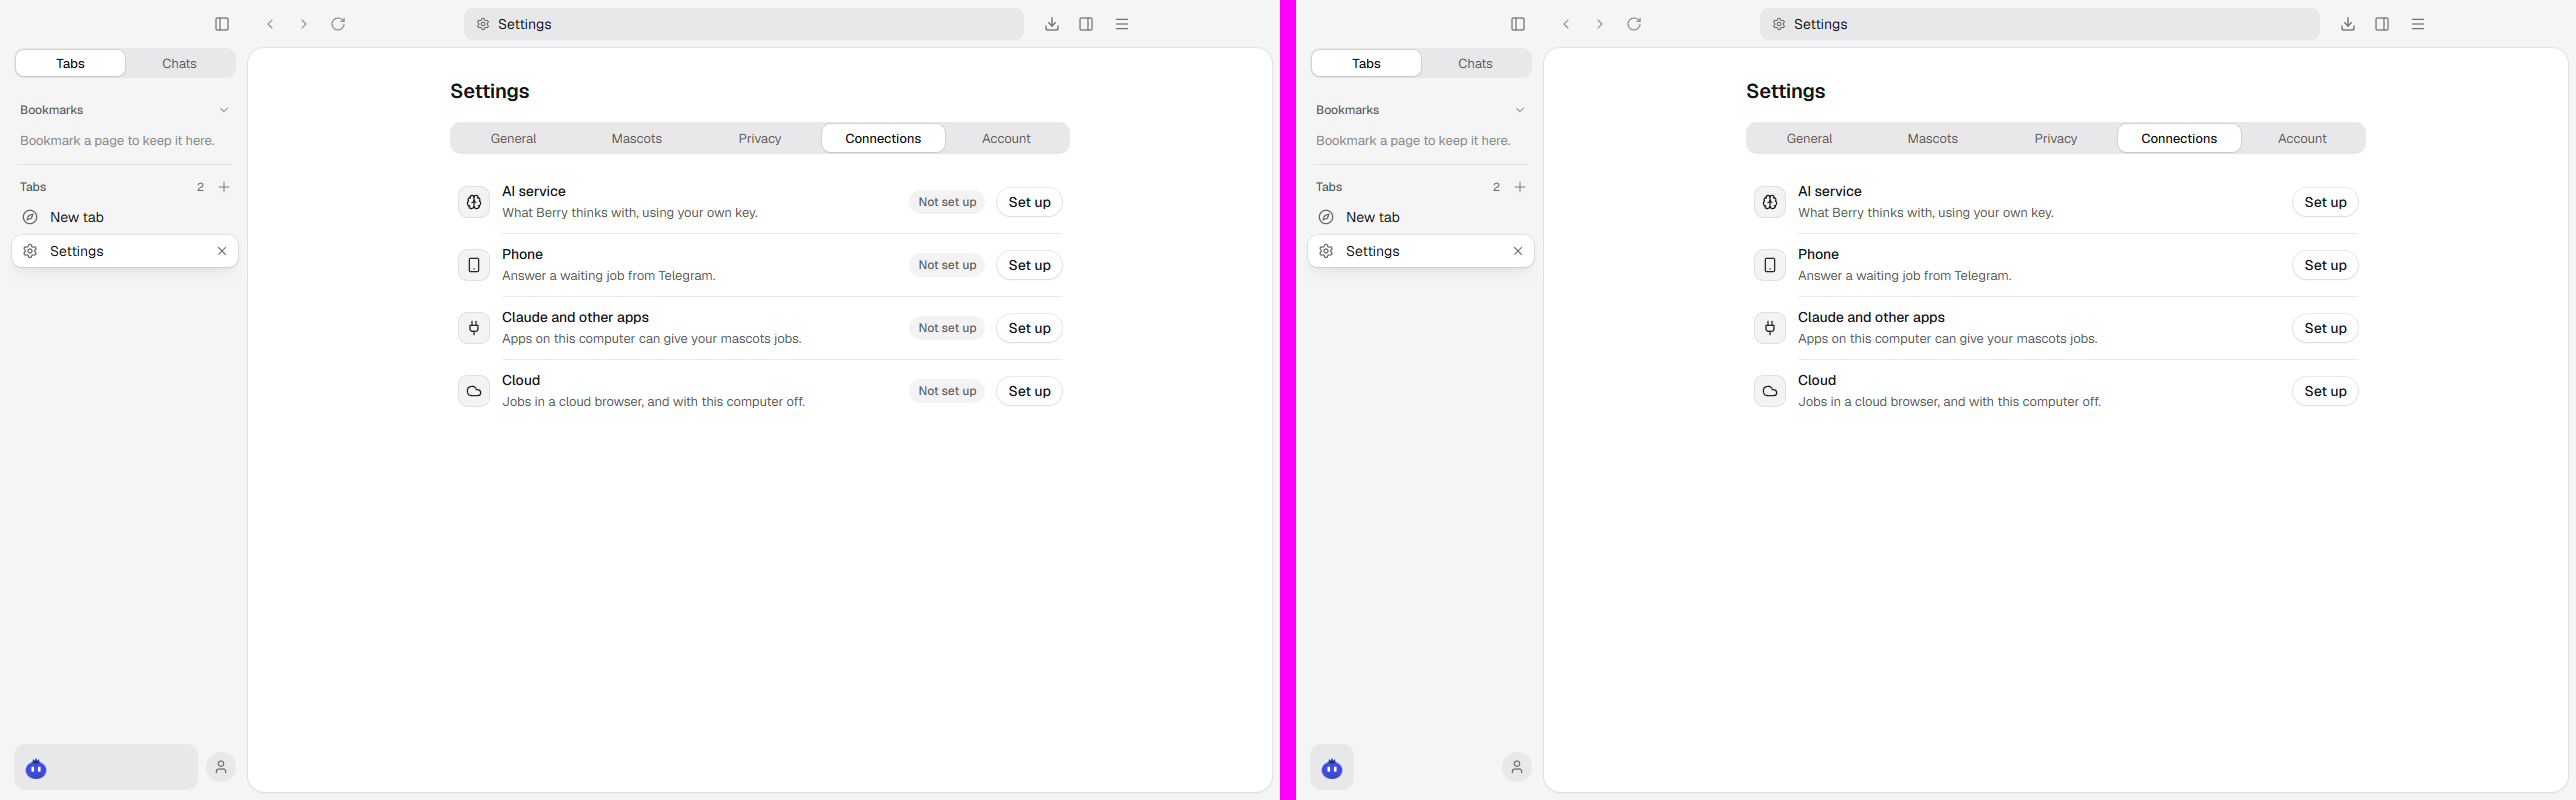 Settings
Tabs
Chats
Bookmarks
Bookmark a page to keep it here.
Tabs 2
New tab
Settings
Settings
General Mascots Privacy Connections Account
AI service
What Berry thinks with, using your own key.
Not set up Set up
Phone
Answer a waiting job from Telegram.
Not set up Set up
Claude and other apps
Apps on this computer can give your mascots jobs.
Not set up Set up
Cloud
Jobs in a cloud browser, and with this computer off.
Not set up Set up
Settings
Tabs
Chats
Bookmarks
Bookmark a page to keep it here.
Tabs 2
New tab
Settings
Settings
General Mascots Privacy Connections Account
AI service
What Berry thinks with, using your own key.
Set up
Phone
Answer a waiting job from Telegram.
Set up
Claude and other apps
Apps on this computer can give your mascots jobs.
Set up
Cloud
Jobs in a cloud browser, and with this computer off.
Set up